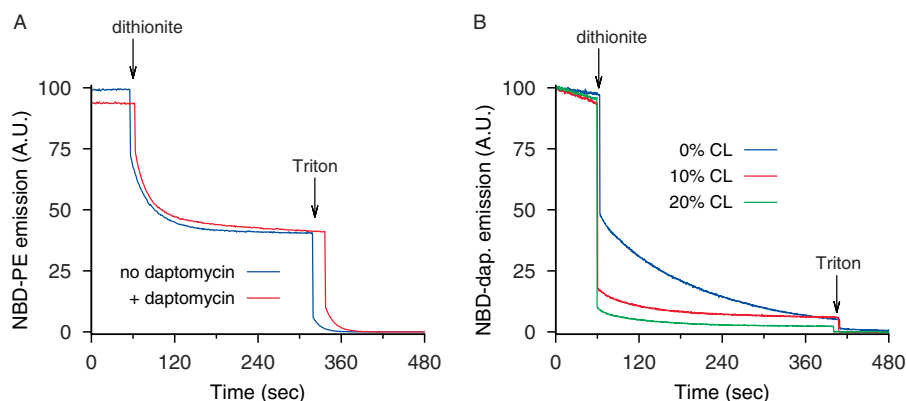 A
dithionite
NBD-PE emission (A.U.)
100
75
50
25
0
Triton
no daptomycin
+ daptomycin
0 120 240 360 480
Time (sec)
B
dithionite
NBD-dap. emission (A.U.)
100
75
50
25
0
0% CL
10% CL
20% CL
Triton
0 120 240 360 480
Time (sec)